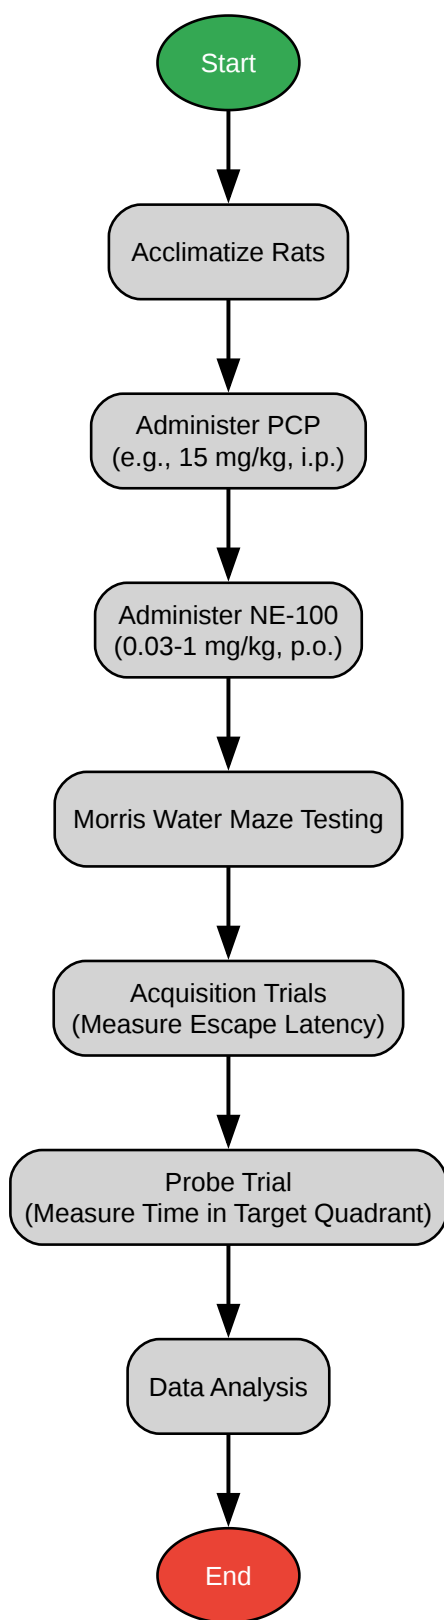 Start
Acclimatize Rats
Administer PCP
(e.g., 15 mg/kg, i.p.)
Administer NE-100
(0.03-1 mg/kg, p.o.)
Morris Water Maze Testing
Acquisition Trials
(Measure Escape Latency)
Probe Trial
(Measure Time in Target Quadrant)
Data Analysis
End